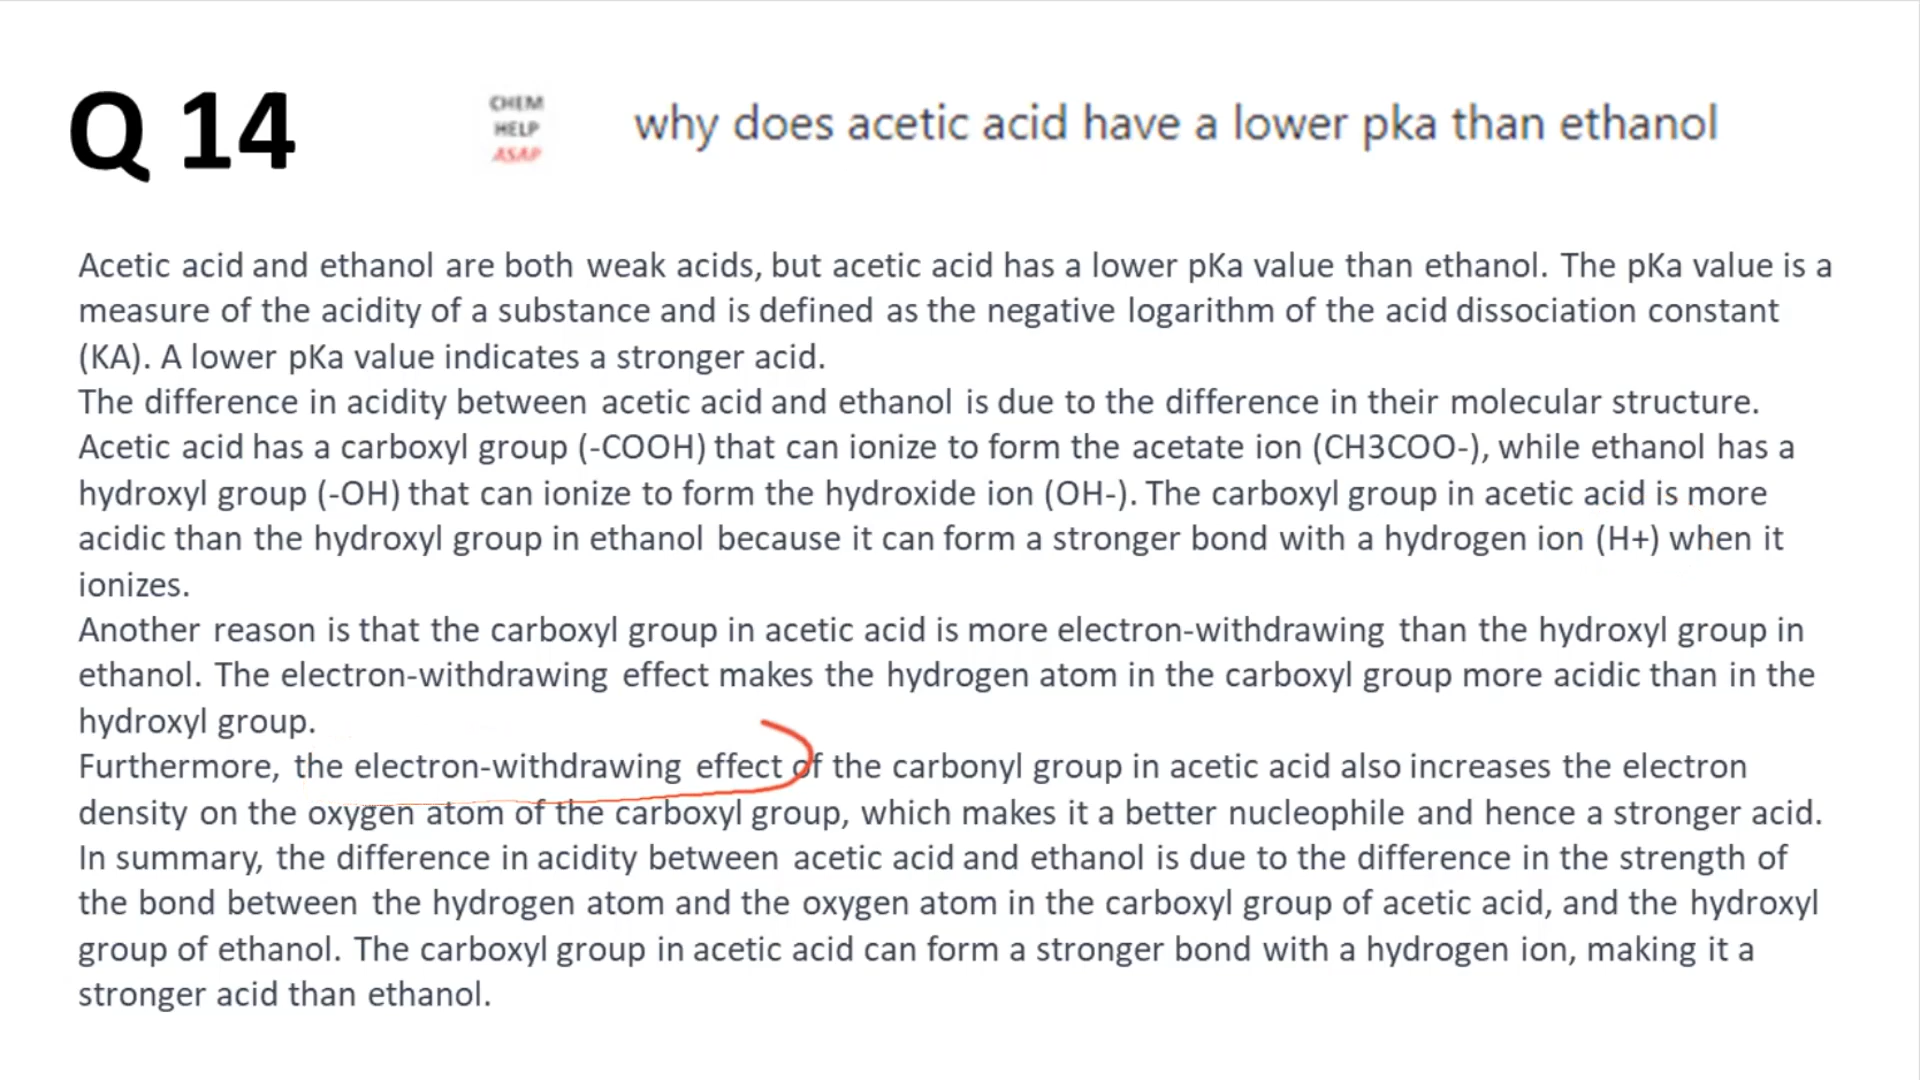 Q 14
CHEM
HELP
ASAP
why does acetic acid have a lower pka than ethanol
Acetic acid and ethanol are both weak acids, but acetic acid has a lower pKa value than ethanol. The pKa value is a
measure of the acidity of a substance and is defined as the negative logarithm of the acid dissociation constant
(KA). A lower pKa value indicates a stronger acid.
The difference in acidity between acetic acid and ethanol is due to the difference in their molecular structure.
Acetic acid has a carboxyl group (-COOH) that can ionize to form the acetate ion (CH3COO-), while ethanol has a
hydroxyl group (-OH) that can ionize to form the hydroxide ion (OH-). The carboxyl group in acetic acid is more
acidic than the hydroxyl group in ethanol because it can form a stronger bond with a hydrogen ion (H+) when it
ionizes.
Another reason is that the carboxyl group in acetic acid is more electron-withdrawing than the hydroxyl group in
ethanol. The electron-withdrawing effect makes the hydrogen atom in the carboxyl group more acidic than in the
hydroxyl group.
Furthermore, the electron-withdrawing effect of the carbonyl group in acetic acid also increases the electron
density on the oxygen atom of the carboxyl group, which makes it a better nucleophile and hence a stronger acid.
In summary, the difference in acidity between acetic acid and ethanol is due to the difference in the strength of
the bond between the hydrogen atom and the oxygen atom in the carboxyl group of acetic acid, and the hydroxyl
group of ethanol. The carboxyl group in acetic acid can form a stronger bond with a hydrogen ion, making it a
stronger acid than ethanol.